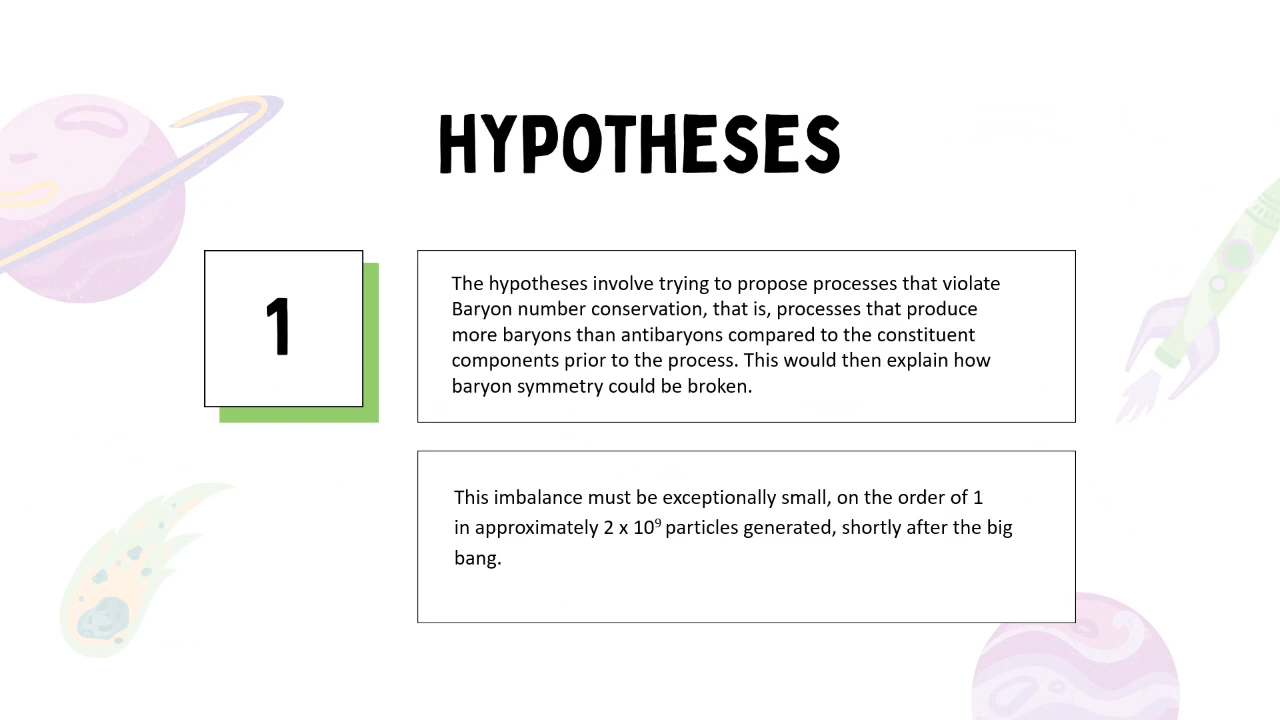 HYPOTHESES
1
The hypotheses involve trying to propose processes that violate
Baryon number conservation, that is, processes that produce
more baryons than antibaryons compared to the constituent
components prior to the process. This would then explain how
baryon symmetry could be broken.
This imbalance must be exceptionally small, on the order of 1
in approximately 2 x 10⁹ particles generated, shortly after the big
bang.